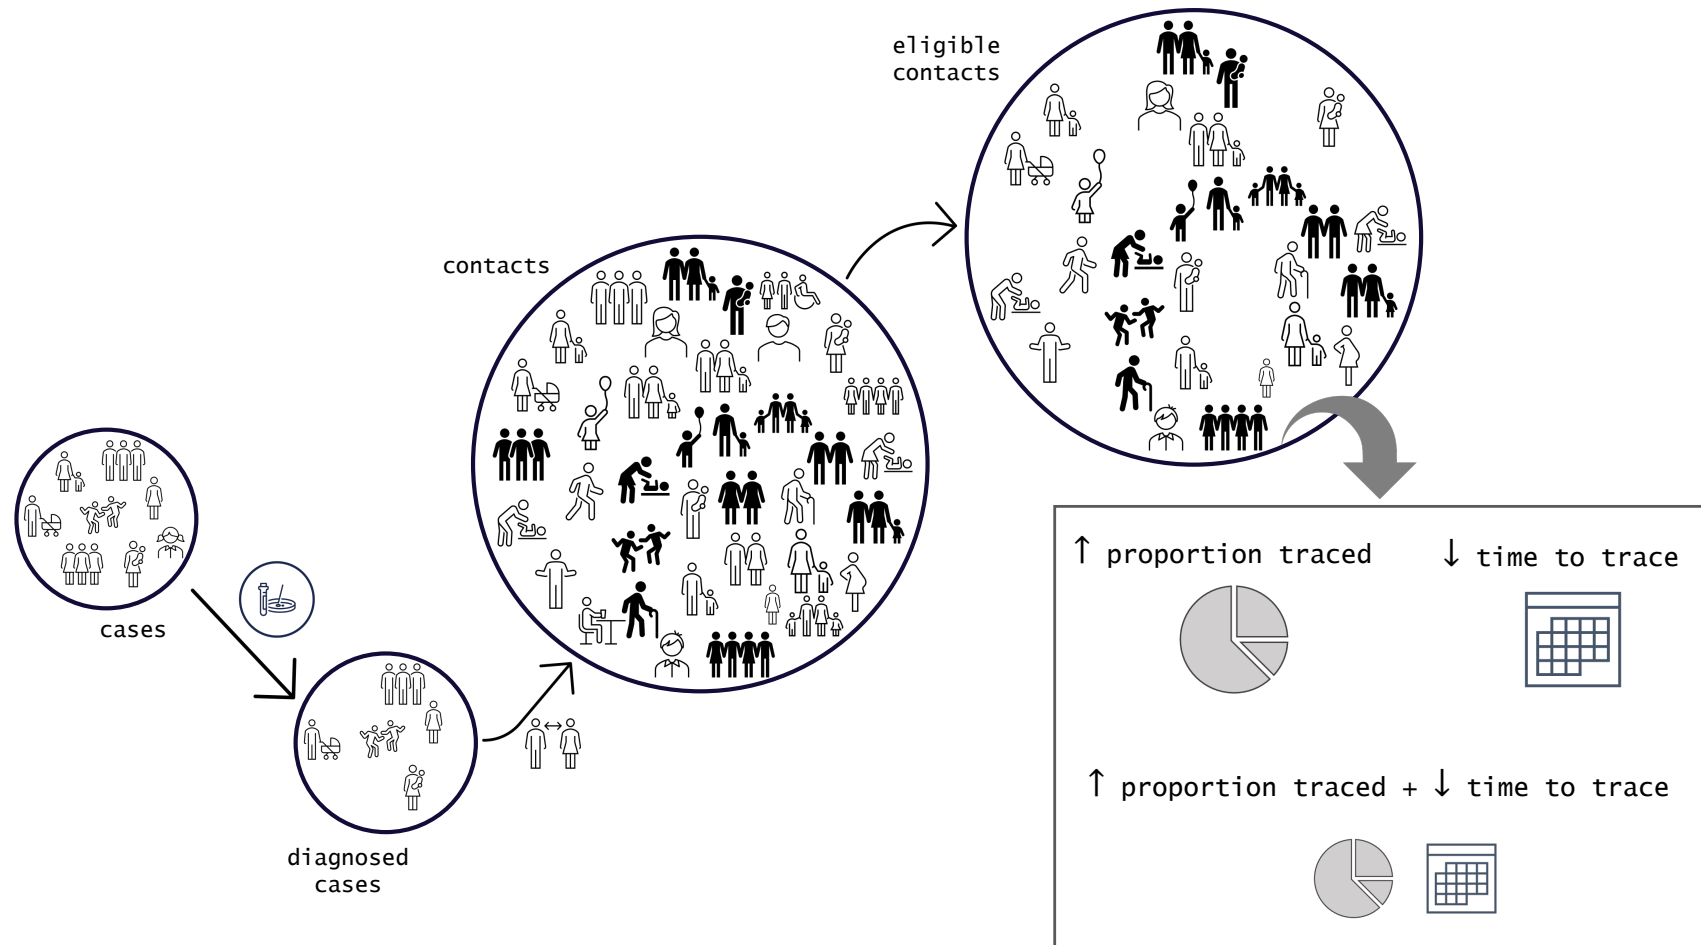 eligible
contacts
contacts
cases
diagnosed
cases
↑ proportion traced
↓ time to trace
↑ proportion traced + ↓ time to trace